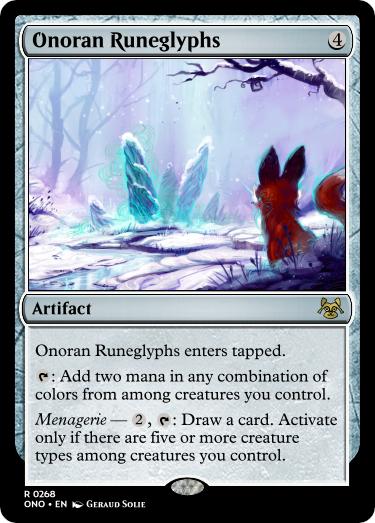 Onoran Runeglyphs 4
Artifact
Onoran Runeglyphs enters tapped.
: Add two mana in any combination of
colors from among creatures you control.
Menagerie — 2, : Draw a card. Activate
only if there are five or more creature
types among creatures you control.
R 0268
ONO • EN Geraud Solie